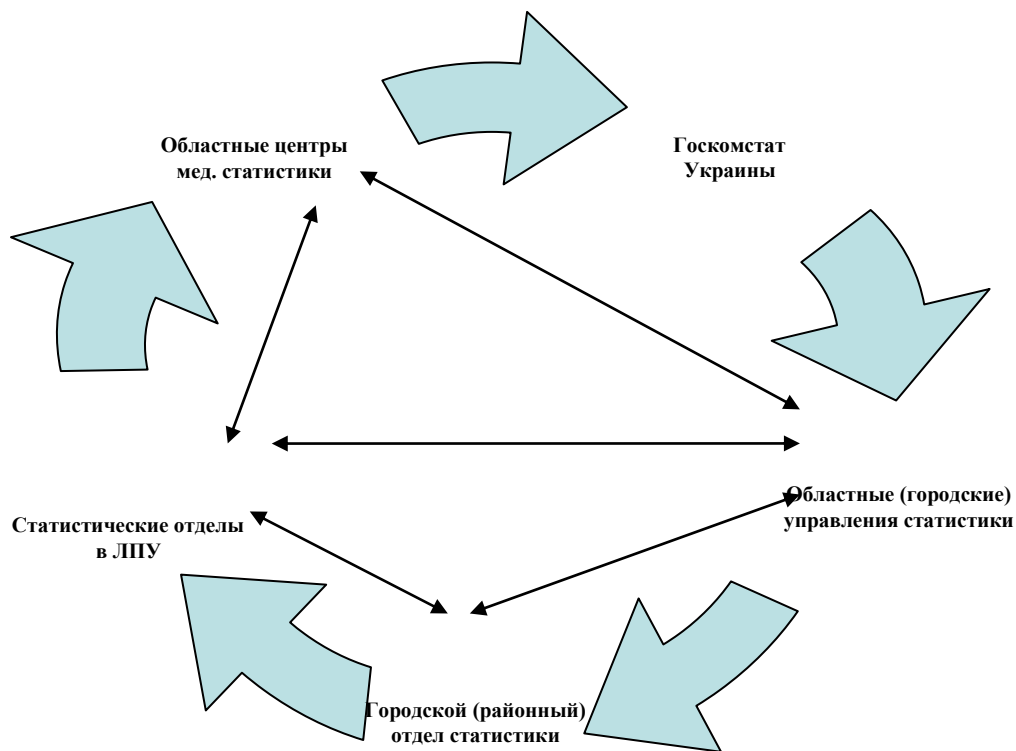 Областные центры
мед. статистики
Госкомстат
Украины
Областные (городские)
управления статистики
Статистические отделы
в ЛПУ
Городской (районный)
отдел статистики